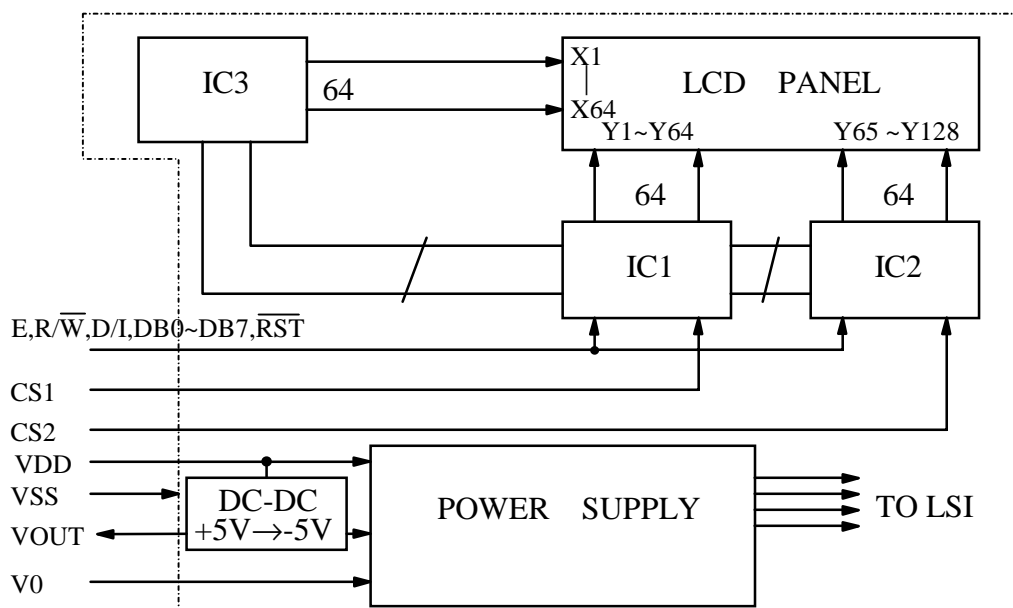 IC3
64
X1
|
X64
LCD PANEL
Y1~Y64
Y65 ~Y128
64
64
IC1
IC2
E,R/W̅,D/I,DB0~DB7,R̅S̅T̅
CS1
CS2
VDD
VSS
VOUT
V0
DC-DC
+5V→-5V
POWER SUPPLY
TO LSI